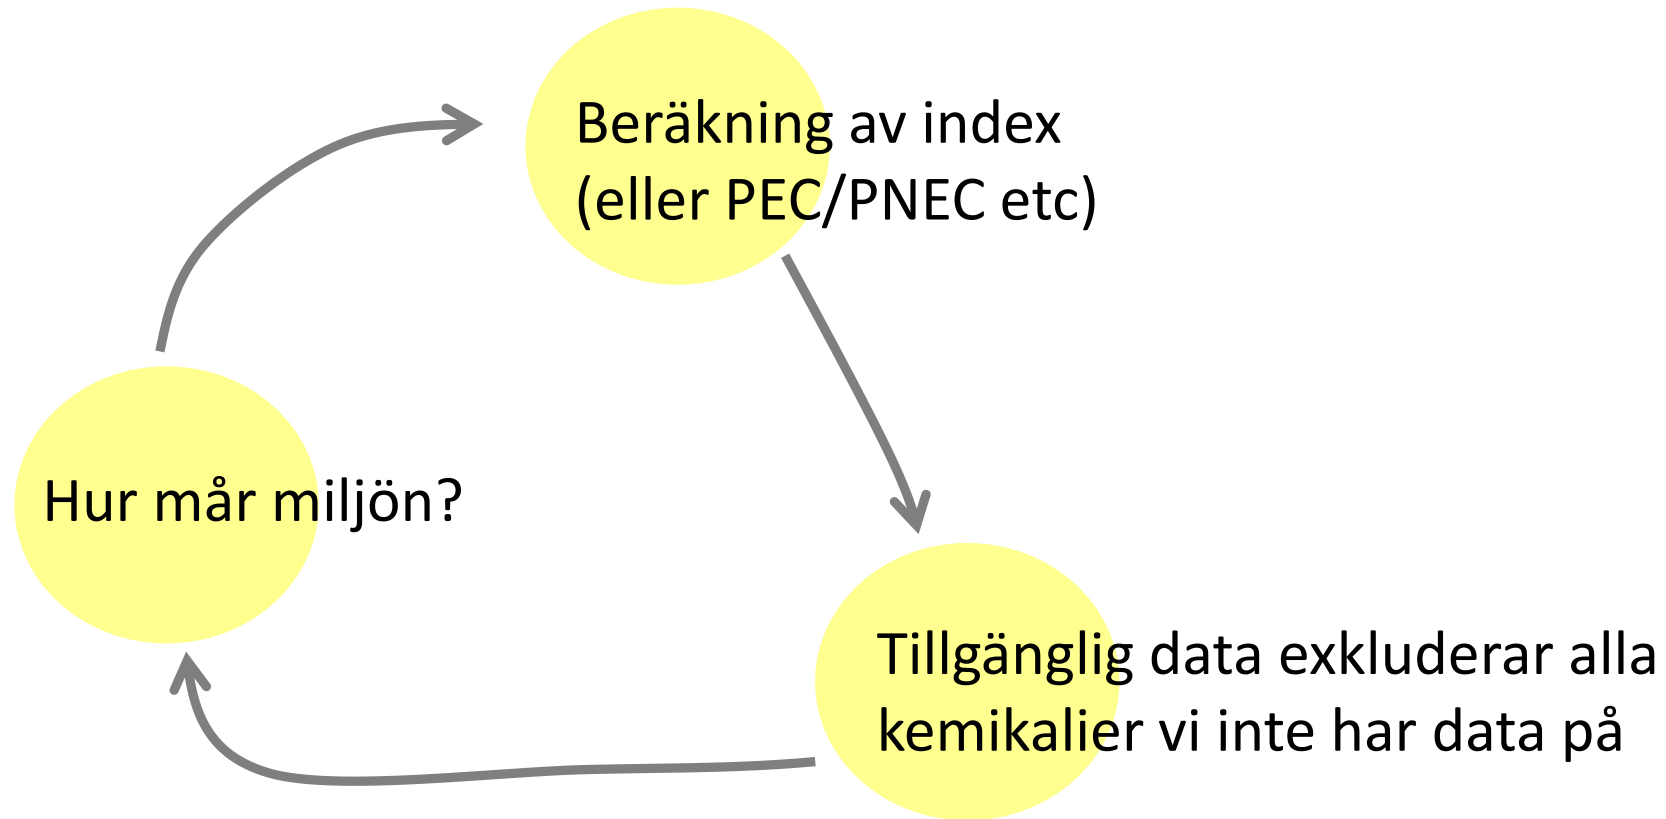 Beräkning av index
(eller PEC/PNEC etc)
Hur mår miljön?
Tillgänglig data exkluderar alla
kemikalier vi inte har data på